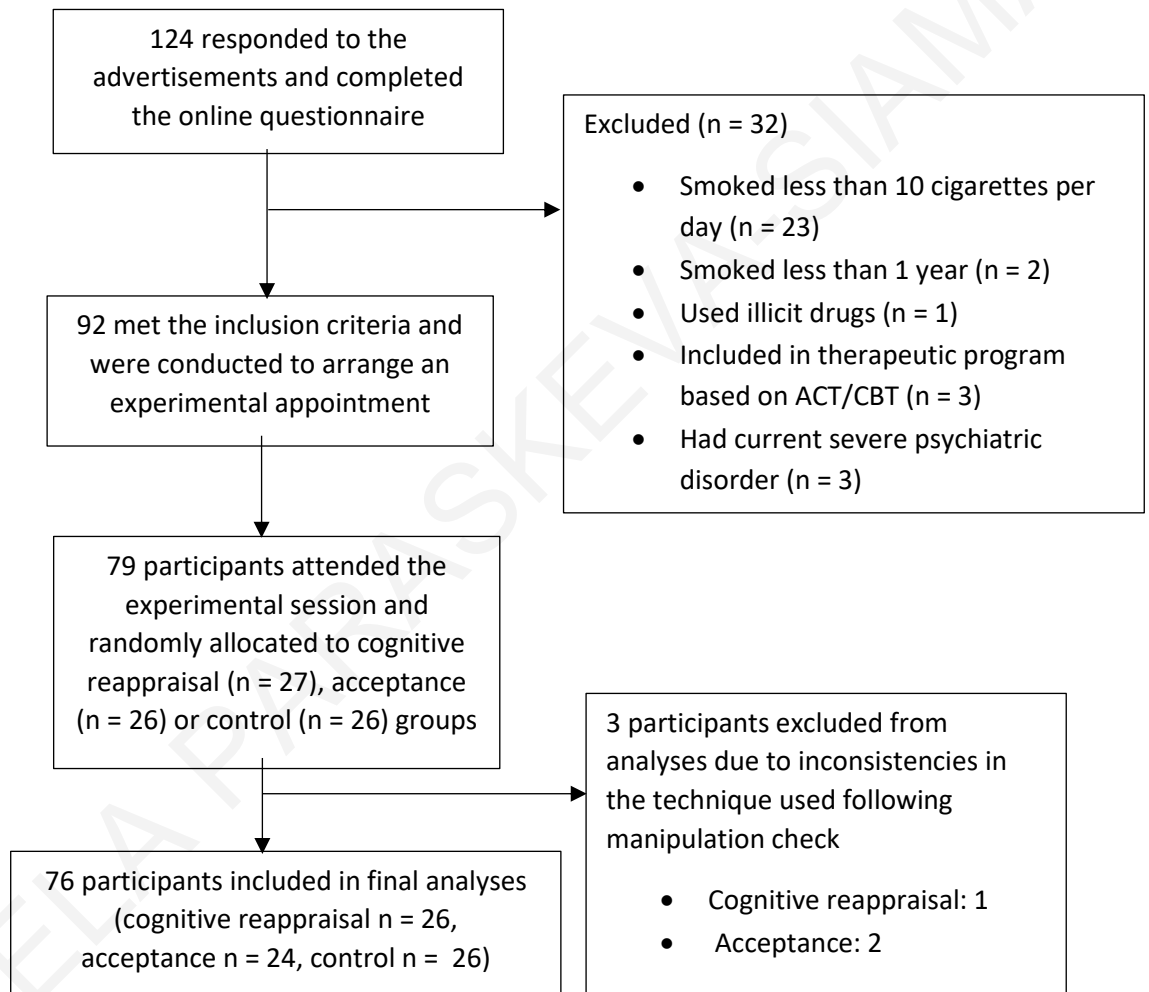 124 responded to the
advertisements and completed
the online questionnaire
Excluded (n = 32)
• Smoked less than 10 cigarettes per
day (n = 23)
• Smoked less than 1 year (n = 2)
• Used illicit drugs (n = 1)
• Included in therapeutic program
based on ACT/CBT (n = 3)
• Had current severe psychiatric
disorder (n = 3)
92 met the inclusion criteria and
were conducted to arrange an
experimental appointment
79 participants attended the
experimental session and
randomly allocated to cognitive
reappraisal (n = 27), acceptance
(n = 26) or control (n = 26) groups
3 participants excluded from
analyses due to inconsistencies in
the technique used following
manipulation check
• Cognitive reappraisal: 1
• Acceptance: 2
76 participants included in final analyses
(cognitive reappraisal n = 26,
acceptance n = 24, control n = 26)
ELA PARASKEVA-SIAMA